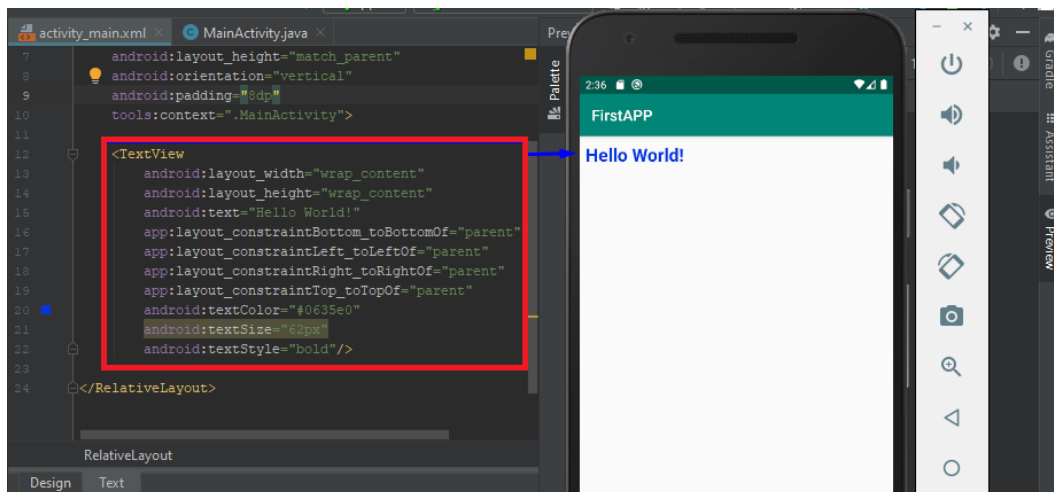 activity_main.xml
MainActivity.java
7 android:layout_height="match_parent"
8 android:orientation="vertical"
9 android:padding="8dp"
10 tools:context=".MainActivity">
11
12 <TextView
13 android:layout_width="wrap_content"
14 android:layout_height="wrap_content"
15 android:text="Hello World!"
16 app:layout_constraintBottom_toBottomOf="parent"
17 app:layout_constraintLeft_toLeftOf="parent"
18 app:layout_constraintRight_toRightOf="parent"
19 app:layout_constraintTop_toTopOf="parent"
20 android:textColor="#0635e0"
21 android:textSize="62px"
22 android:textStyle="bold"/>
23
24 </RelativeLayout>
RelativeLayout
Design Text
Palette
2:36
FirstAPP
Hello World!
Gradle
Assistant
Preview